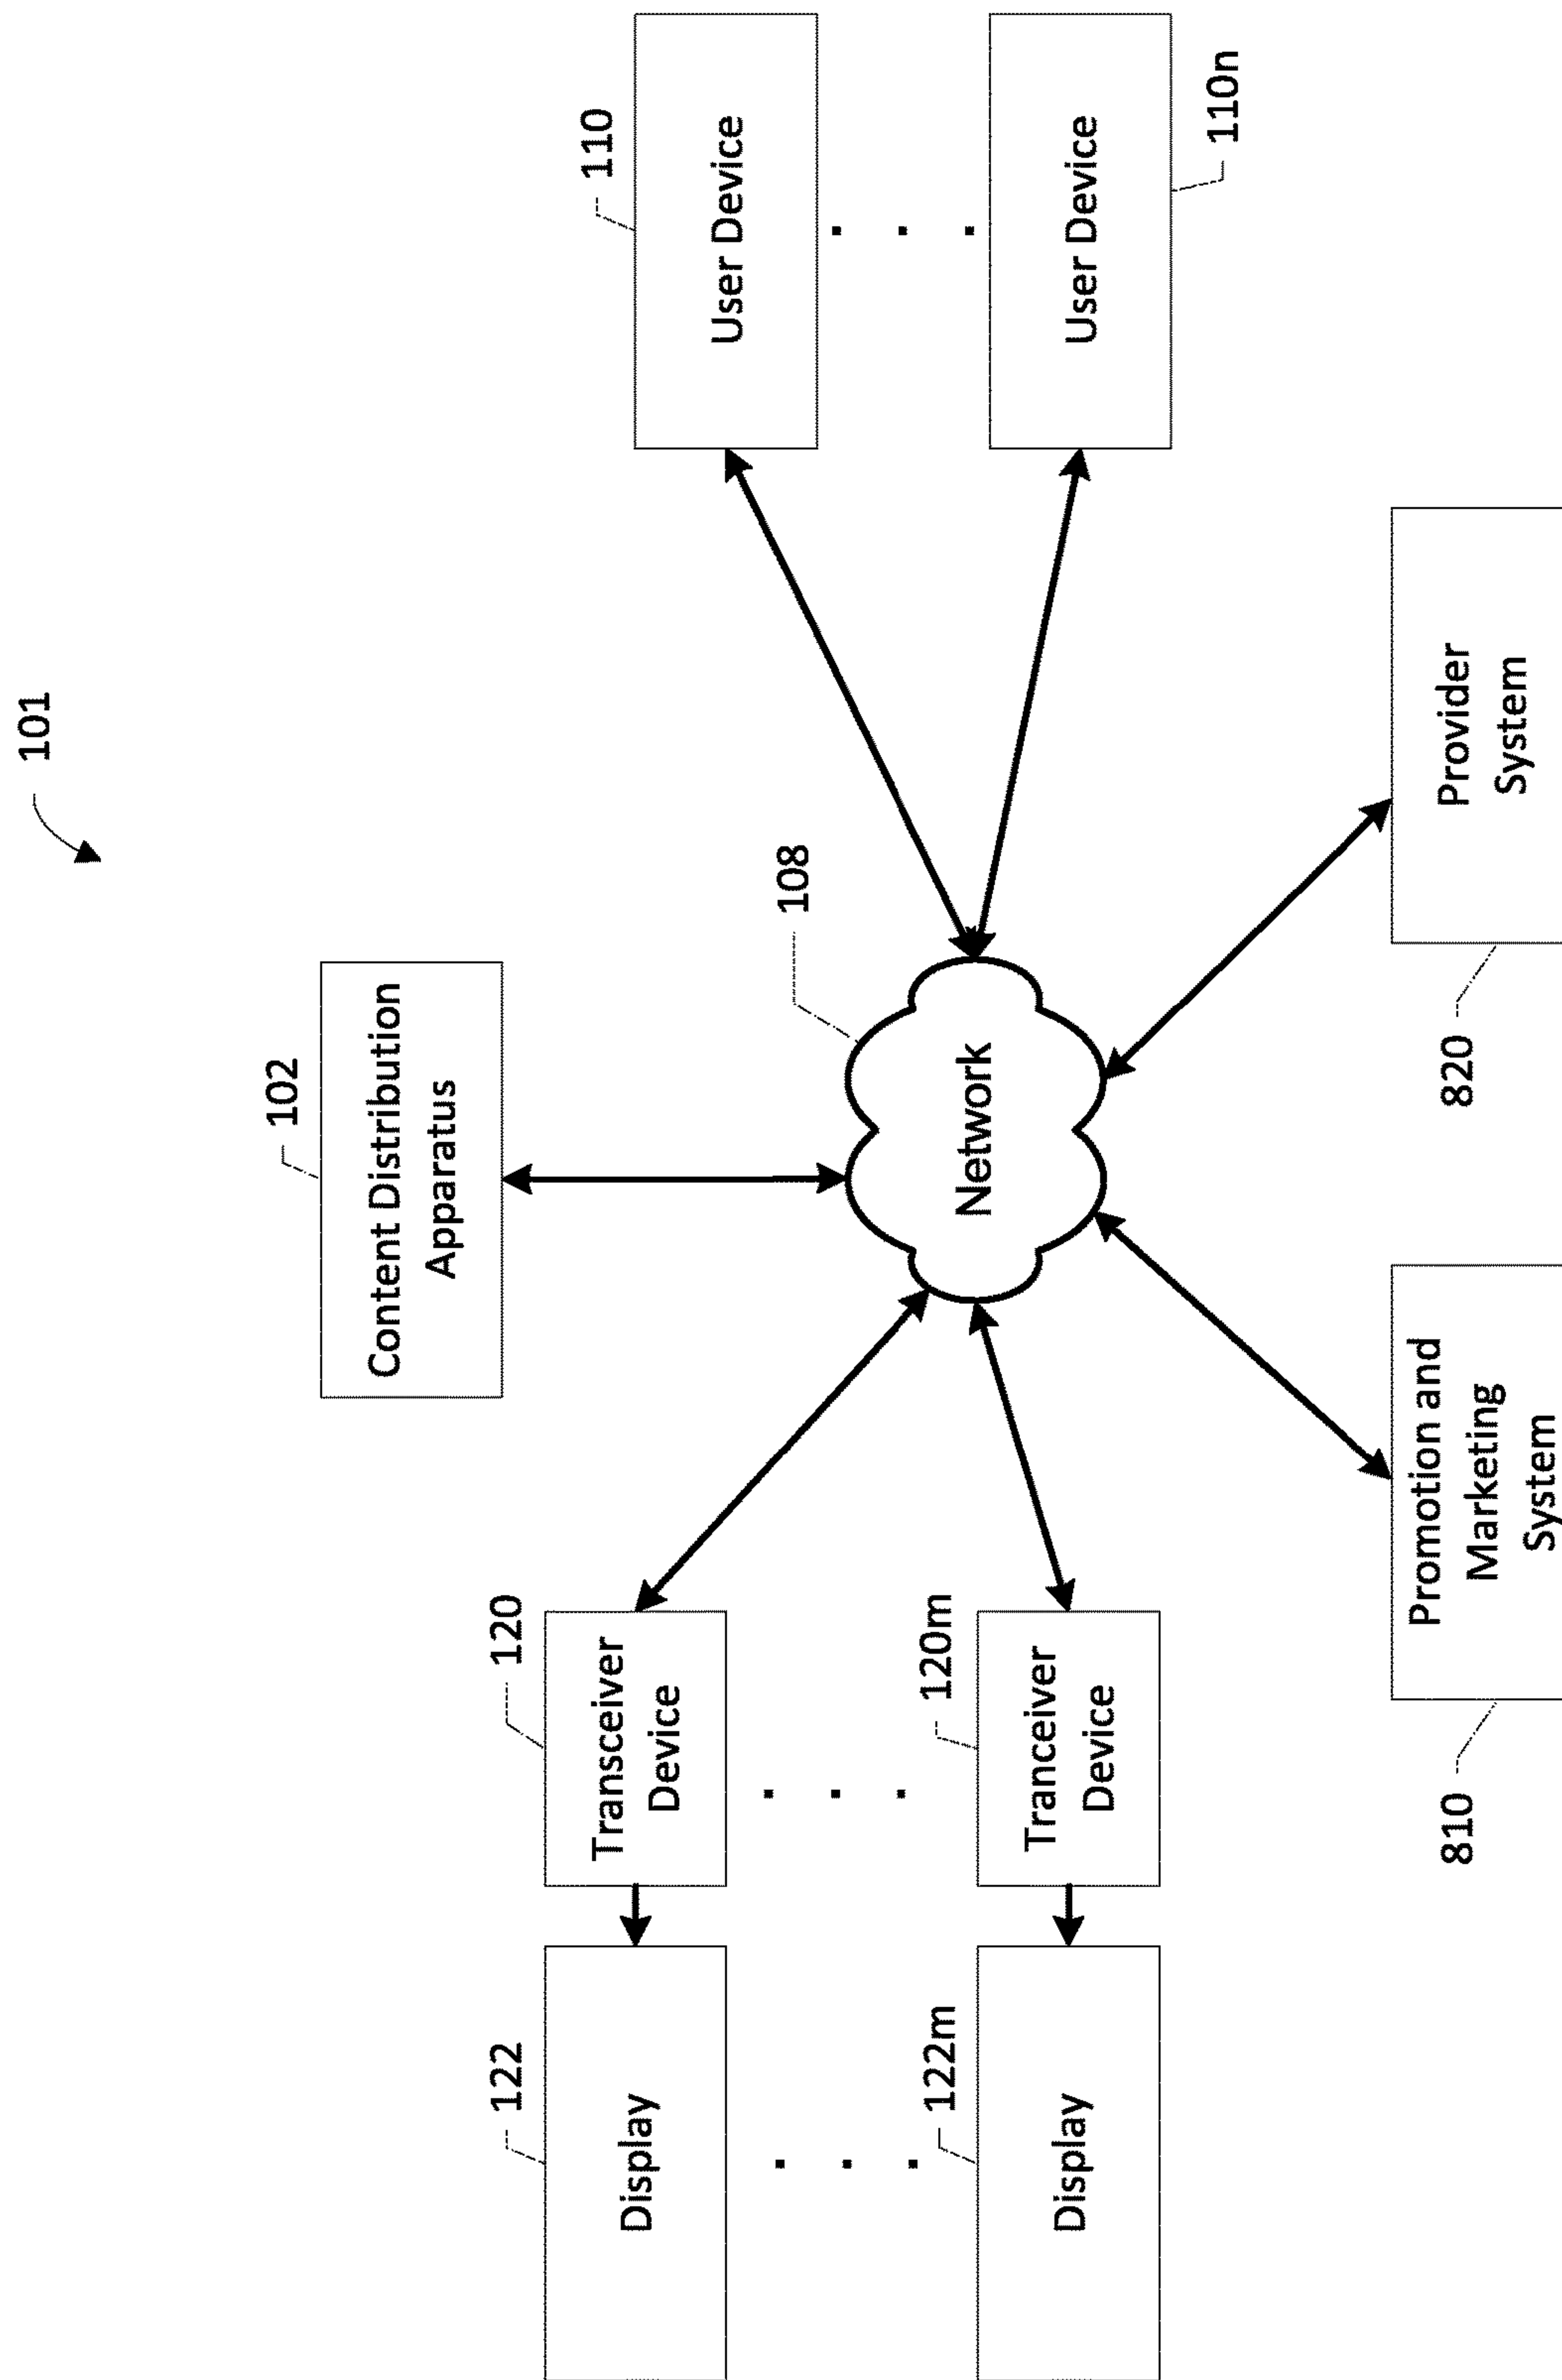 101
102
Content Distribution
Apparatus
108
Network
110
User Device
110n
User Device
120
Transceiver
Device
120m
Tranceiver
Device
122
Display
122m
Display
810
Promotion and
Marketing
System
820
Provider
System